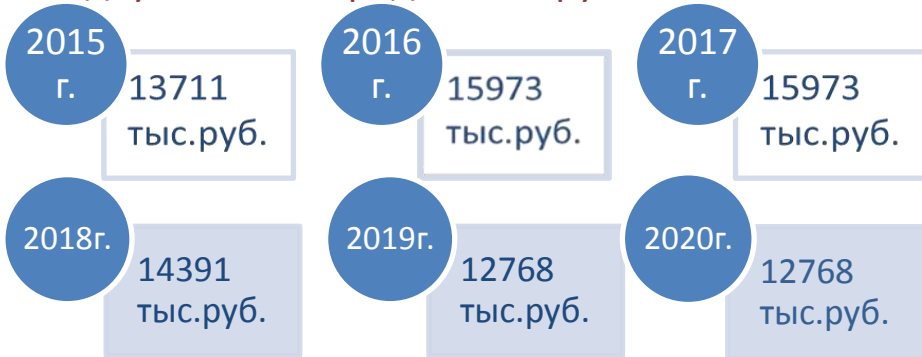 2015
г.
13711
тыс.руб.
2016
г.
15973
тыс.руб.
2017
г.
15973
тыс.руб.
2018г.
14391
тыс.руб.
2019г.
12768
тыс.руб.
2020г.
12768
тыс.руб.